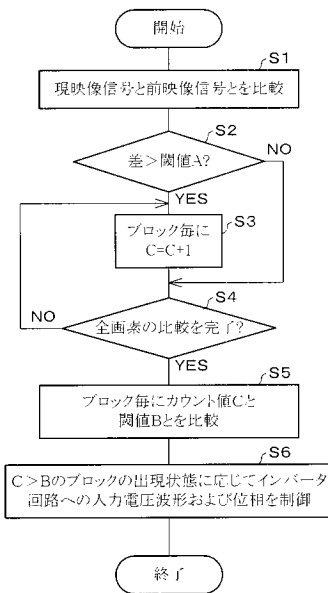 開始
S1
現映像信号と前映像信号とを比較
S2
差>閾値A?
NO
YES
S3
ブロック毎に
C=C+1
S4
NO
全画素の比較を完了?
YES
S5
ブロック毎にカウント値Cと
閾値Bとを比較
S6
C>Bのブロックの出現状態に応じてインバータ
回路への入力電圧波形および位相を制御
終了